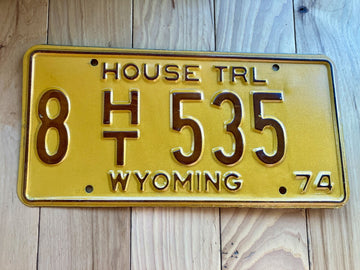 HOUSE TRL
8 HT 535
WYOMING 74